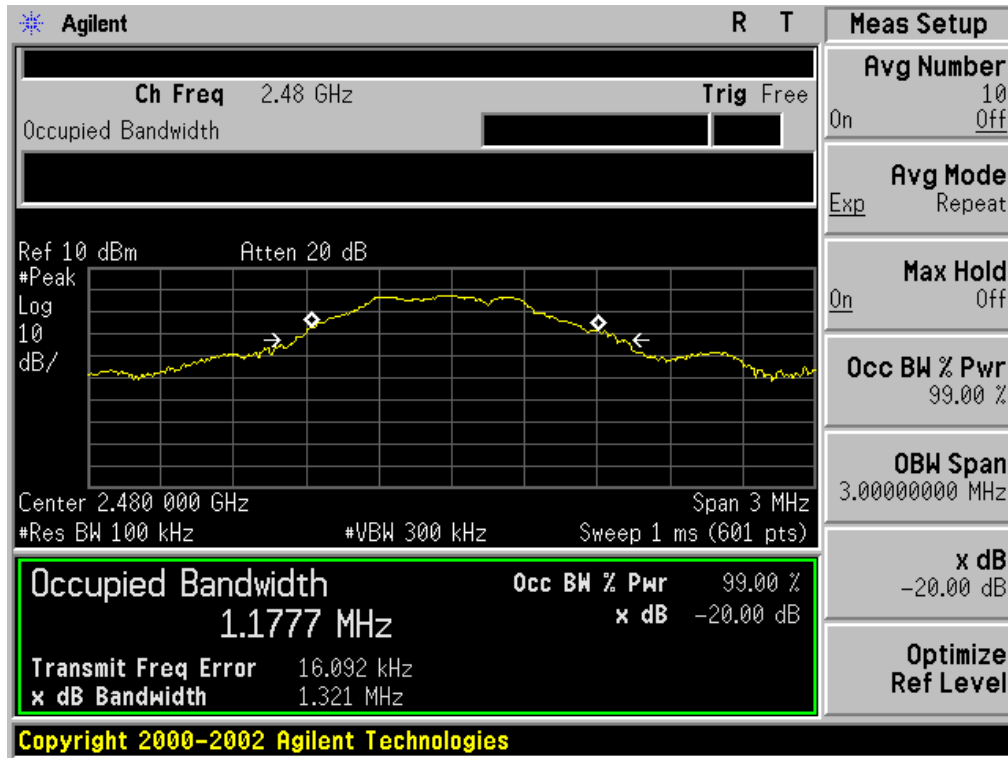 Agilent R T
Ch Freq 2.48 GHz Trig Free
Occupied Bandwidth
Ref 10 dBm Atten 20 dB
#Peak
Log
10
dB/
Center 2.480 000 GHz Span 3 MHz
#Res BW 100 kHz #VBW 300 kHz Sweep 1 ms (601 pts)
Occupied Bandwidth
1.1777 MHz
Occ BW % Pwr 99.00 %
x dB -20.00 dB
Transmit Freq Error 16.092 kHz
x dB Bandwidth 1.321 MHz
Copyright 2000-2002 Agilent Technologies
Meas Setup
Avg Number
10
On Off
Avg Mode
Exp Repeat
Max Hold
On Off
Occ BW % Pwr
99.00 %
OBW Span
3.00000000 MHz
x dB
-20.00 dB
Optimize
Ref Level